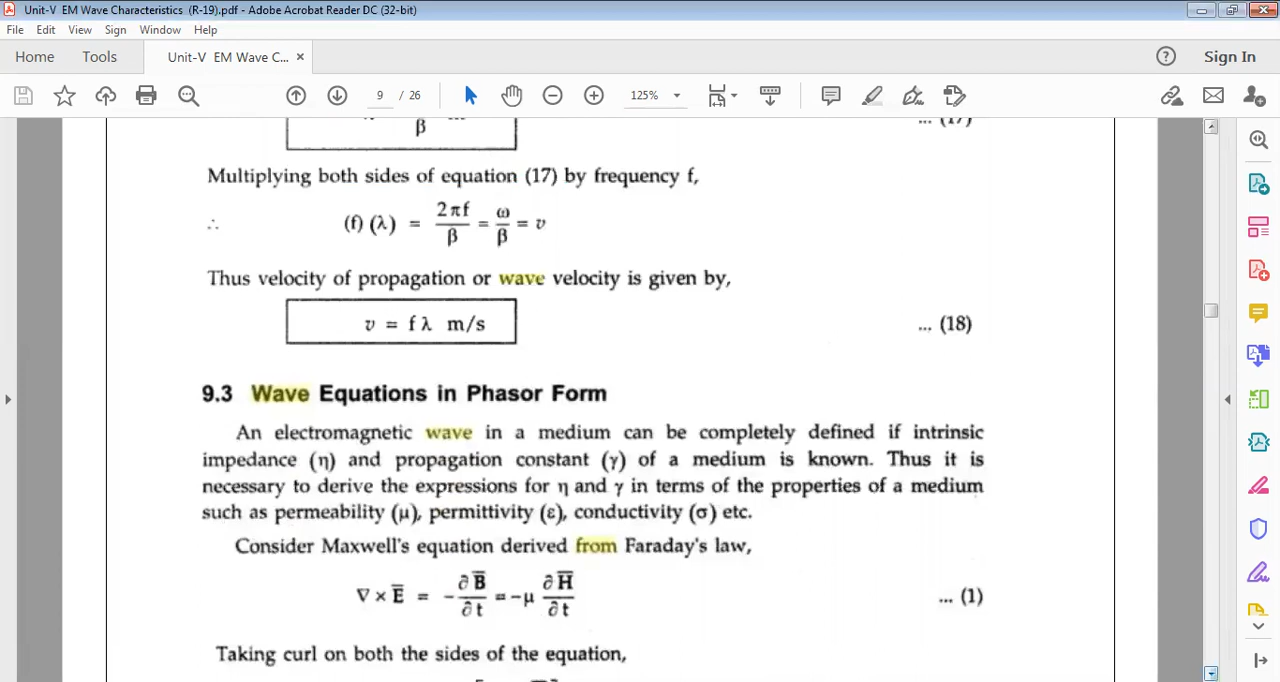 Unit-V EM Wave Characteristics (R-19).pdf - Adobe Acrobat Reader DC (32-bit)
File Edit View Sign Window Help
Home Tools Unit-V EM Wave C... ×
Sign In
9 / 26 125%
β ... (17)
Multiplying both sides of equation (17) by frequency f,
∴ (f) (λ) = 2πf/β = ω/β = υ
Thus velocity of propagation or wave velocity is given by,
υ = f λ m/s ... (18)
9.3 Wave Equations in Phasor Form
An electromagnetic wave in a medium can be completely defined if intrinsic
impedance (η) and propagation constant (γ) of a medium is known. Thus it is
necessary to derive the expressions for η and γ in terms of the properties of a medium
such as permeability (μ), permittivity (ε), conductivity (σ) etc.
Consider Maxwell's equation derived from Faraday's law,
∇ × E̅ = -∂B̅/∂t = -μ ∂H̅/∂t ... (1)
Taking curl on both the sides of the equation,